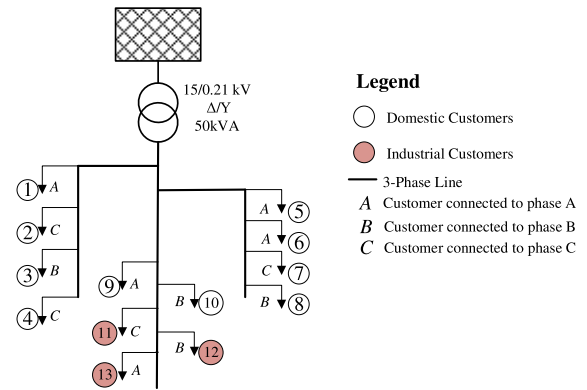 15/0.21 kV
Δ/Y
50kVA
Legend
Domestic Customers
Industrial Customers
3-Phase Line
A Customer connected to phase A
B Customer connected to phase B
C Customer connected to phase C
1 A
2 C
3 B
4 C
A 5
A 6
C 7
B 8
9 A
B 10
11 C
B 12
13 A